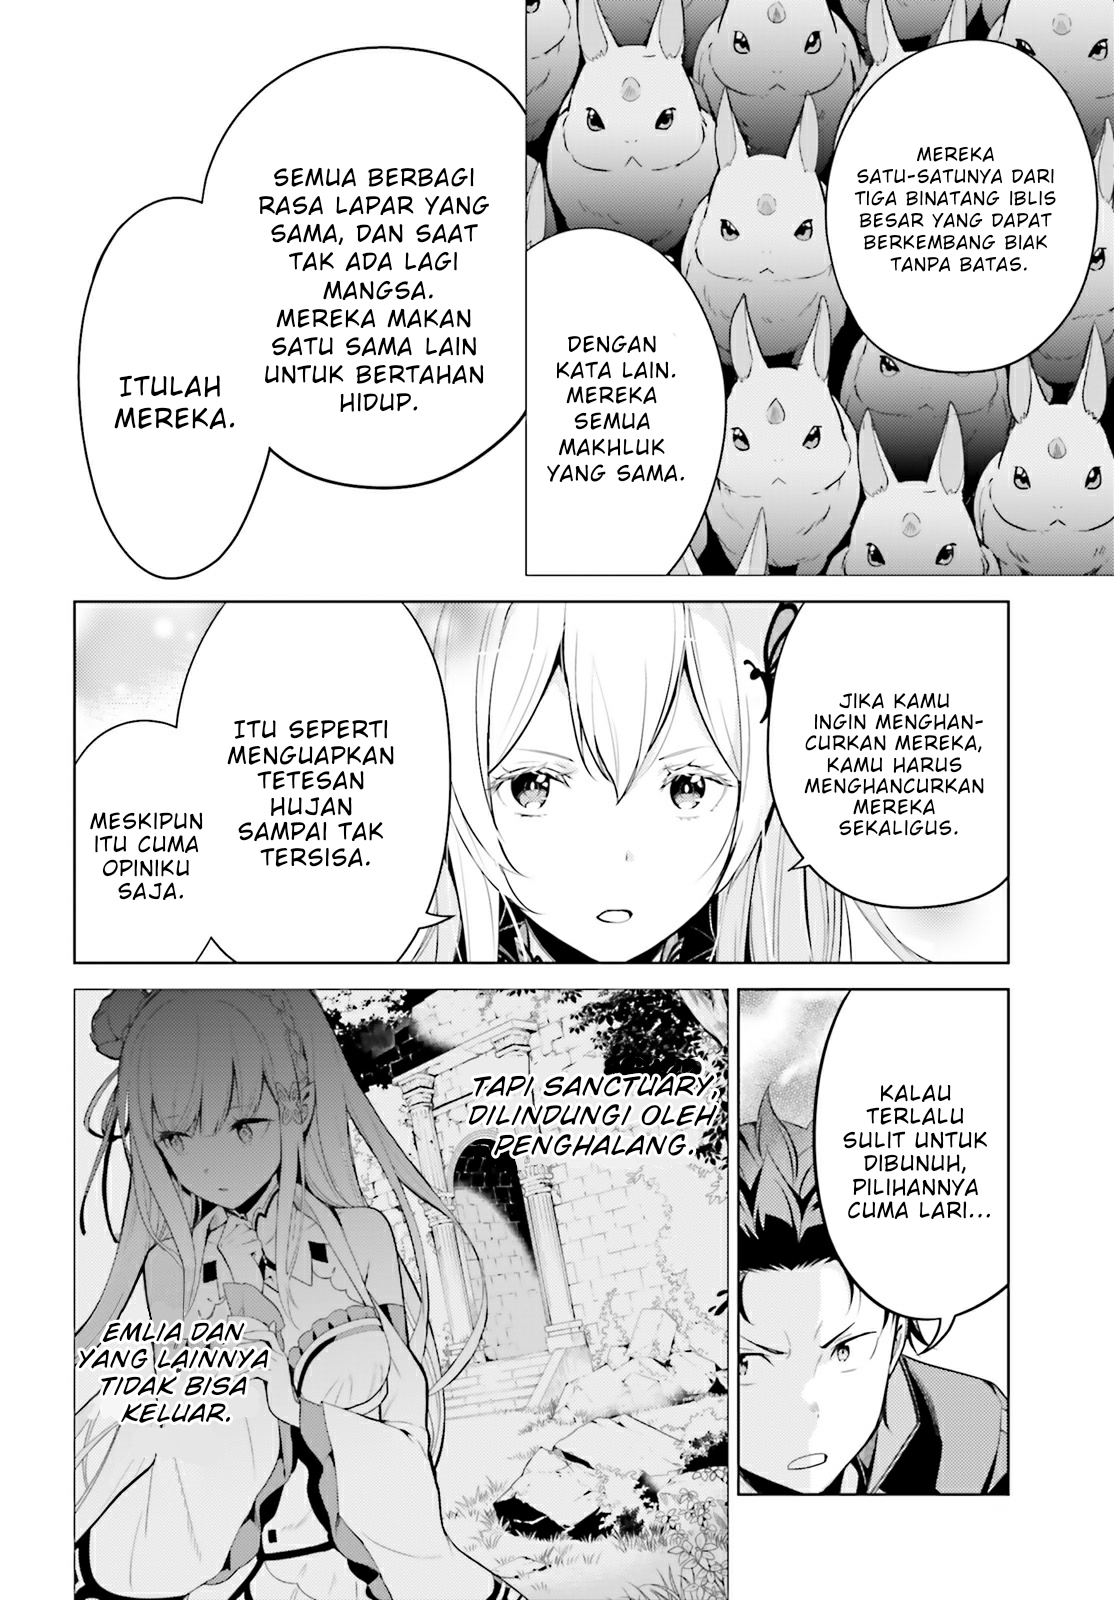 MEREKA
SATU-SATUNYA DARI
TIGA BINATANG IBLIS
BESAR YANG DAPAT
BERKEMBANG BIAK
TANPA BATAS.
DENGAN
KATA LAIN.
MEREKA
SEMUA
MAKHLUK
YANG SAMA.
SEMUA BERBAGI
RASA LAPAR YANG
SAMA, DAN SAAT
TAK ADA LAGI
MANGSA.
MEREKA MAKAN
SATU SAMA LAIN
UNTUK BERTAHAN
HIDUP.
ITULAH
MEREKA.
JIKA KAMU
INGIN MENGHAN-
CURKAN MEREKA,
KAMU HARUS
MENGHANCURKAN
MEREKA
SEKALIGUS.
ITU SEPERTI
MENGUAPKAN
TETESAN
HUJAN
SAMPAI TAK
TERSISA.
MESKIPUN
ITU CUMA
OPINIKU
SAJA.
KALAU
TERLALU
SULIT UNTUK
DIBUNUH,
PILIHANNYA
CUMA LARI...
TAPI SANCTUARY,
DILINDUNGI OLEH
PENGHALANG.
EMLIA DAN
YANG LAINNYA
TIDAK BISA
KELUAR.